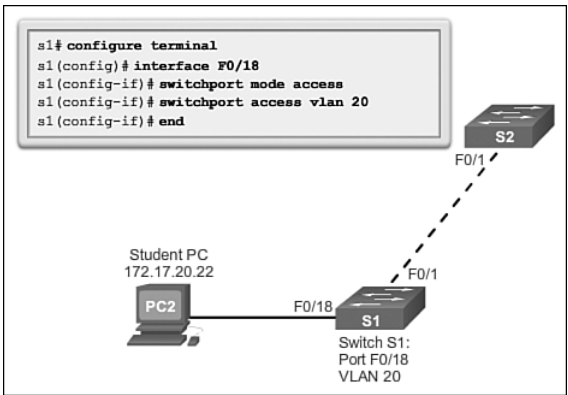 s1# configure terminal
s1(config)# interface F0/18
s1(config-if)# switchport mode access
s1(config-if)# switchport access vlan 20
s1(config-if)# end
S2
F0/1
Student PC
172.17.20.22
F0/1
PC2
F0/18
S1
Switch S1:
Port F0/18
VLAN 20